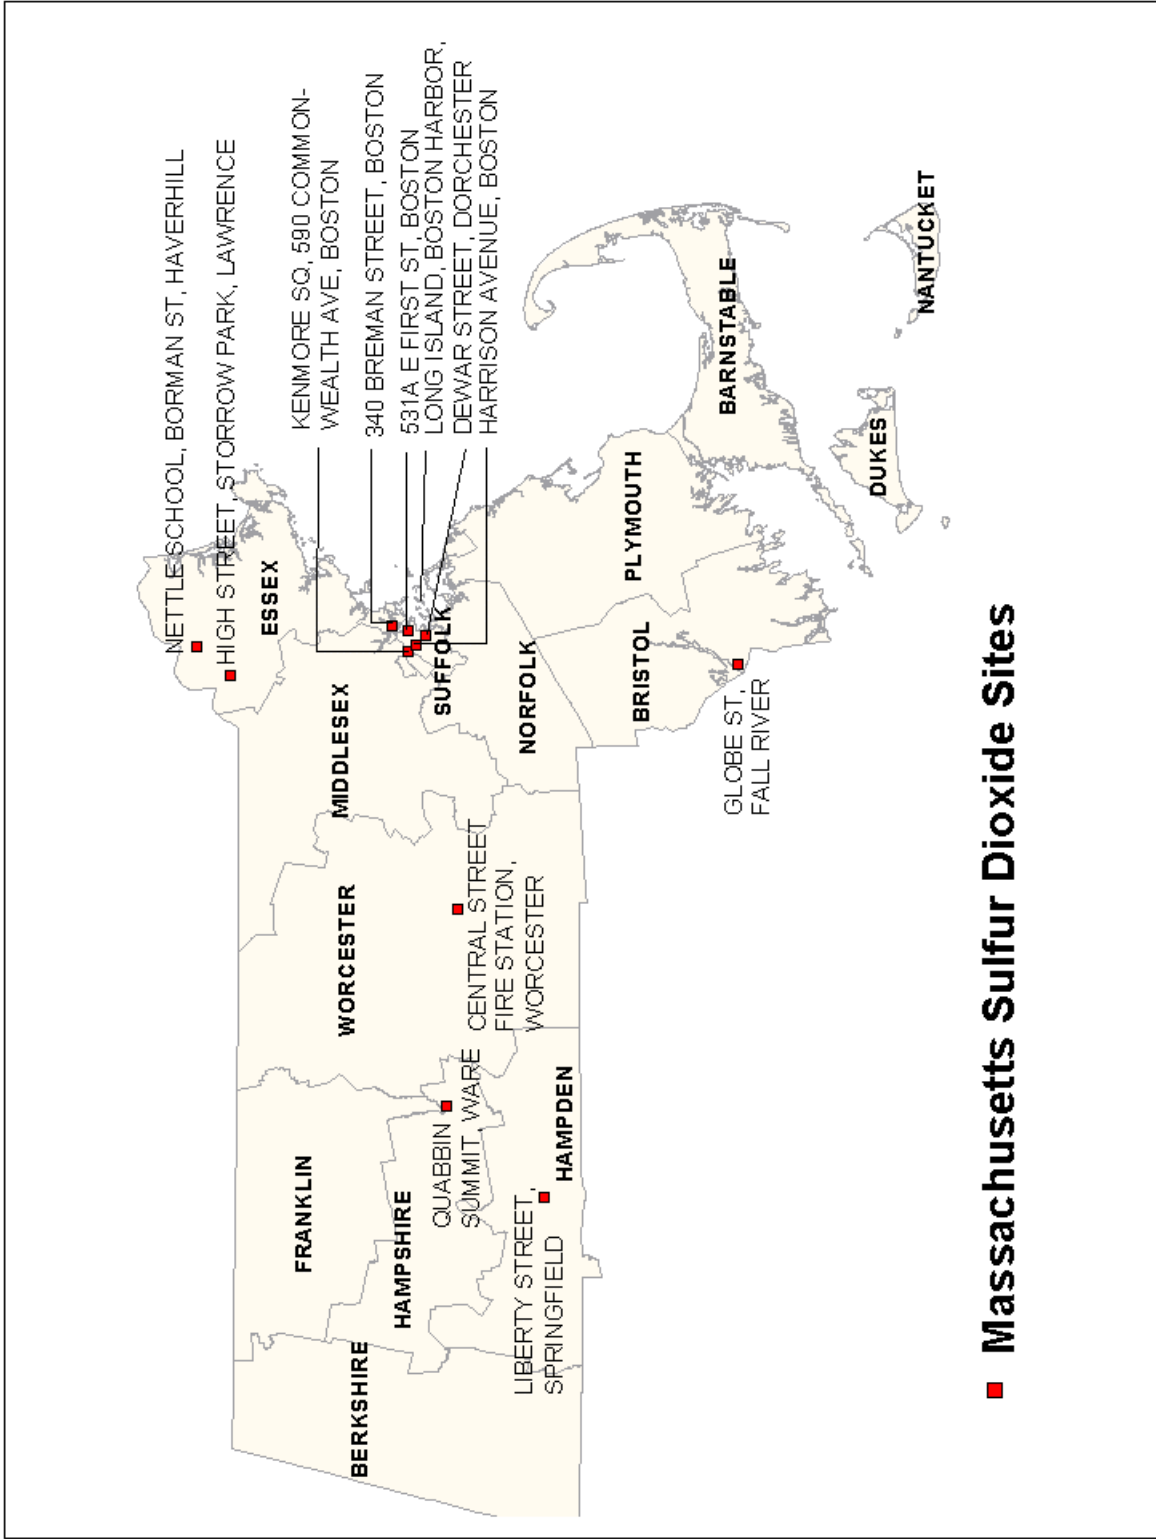 NETTLE SCHOOL, BORMAN ST, HAVERHILL
HIGH STREET, STORROW PARK, LAWRENCE
KENMORE SQ, 590 COMMON-
WEALTH AVE, BOSTON
340 BREMAN STREET, BOSTON
531A E FIRST ST, BOSTON
LONG ISLAND, BOSTON HARBOR,
DEWAR STREET, DORCHESTER
HARRISON AVENUE, BOSTON
ESSEX
MIDDLESEX
SUFFOLK
NORFOLK
WORCESTER
FRANKLIN
HAMPSHIRE
BERKSHIRE
HAMPDEN
PLYMOUTH
BRISTOL
BARNSTABLE
DUKES
NANTUCKET
CENTRAL STREET
FIRE STATION,
WORCESTER
QUABBIN
SUMMIT, WARE
LIBERTY STREET,
SPRINGFIELD
GLOBE ST,
FALL RIVER
Massachusetts Sulfur Dioxide Sites